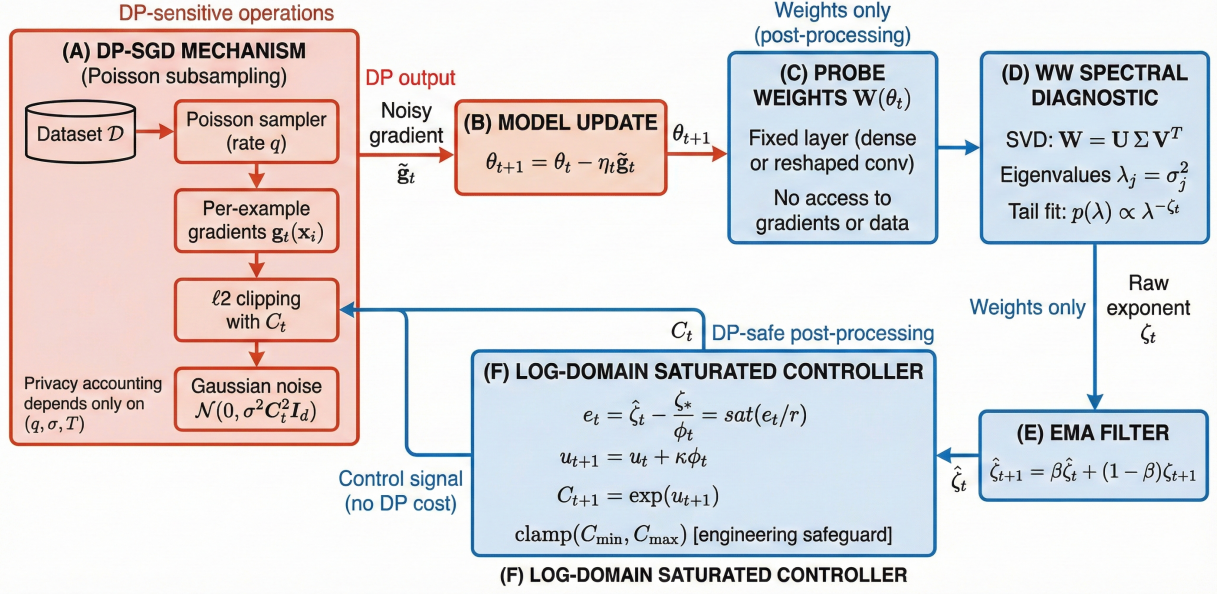 DP-sensitive operations
(A) DP-SGD MECHANISM
(Poisson subsampling)
Dataset 𝒟
Poisson sampler
(rate q)
Per-example
gradients g_t(x_i)
ℓ2 clipping
with C_t
Gaussian noise
𝒩(0, σ²C_t²I_d)
Privacy accounting
depends only on
(q, σ, T)
DP output
Noisy
gradient
g̃_t
(B) MODEL UPDATE
θ_{t+1} = θ_t − η_t g̃_t
θ_{t+1}
Weights only
(post-processing)
(C) PROBE
WEIGHTS W(θ_t)
Fixed layer (dense
or reshaped conv)
No access to
gradients or data
(D) WW SPECTRAL
DIAGNOSTIC
SVD: W = U Σ V^T
Eigenvalues λ_j = σ_j²
Tail fit: p(λ) ∝ λ^{−ζ_t}
Weights only
Raw
exponent
ζ_t
(E) EMA FILTER
ζ̂_{t+1} = βζ̂_t + (1 − β)ζ_{t+1}
ζ̂_t
C_t
DP-safe post-processing
(F) LOG-DOMAIN SATURATED CONTROLLER
e_t = ζ̂_t − ζ_*/φ_t = sat(e_t/r)
u_{t+1} = u_t + κφ_t
C_{t+1} = exp(u_{t+1})
clamp(C_min, C_max) [engineering safeguard]
Control signal
(no DP cost)
(F) LOG-DOMAIN SATURATED CONTROLLER